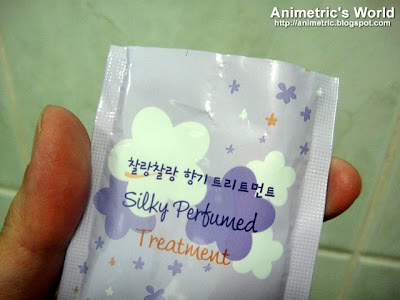 Animetric's World
http://animetric.blogspot.com
찰랑찰랑 향기 트리트먼트
Silky Perfumed
Treatment